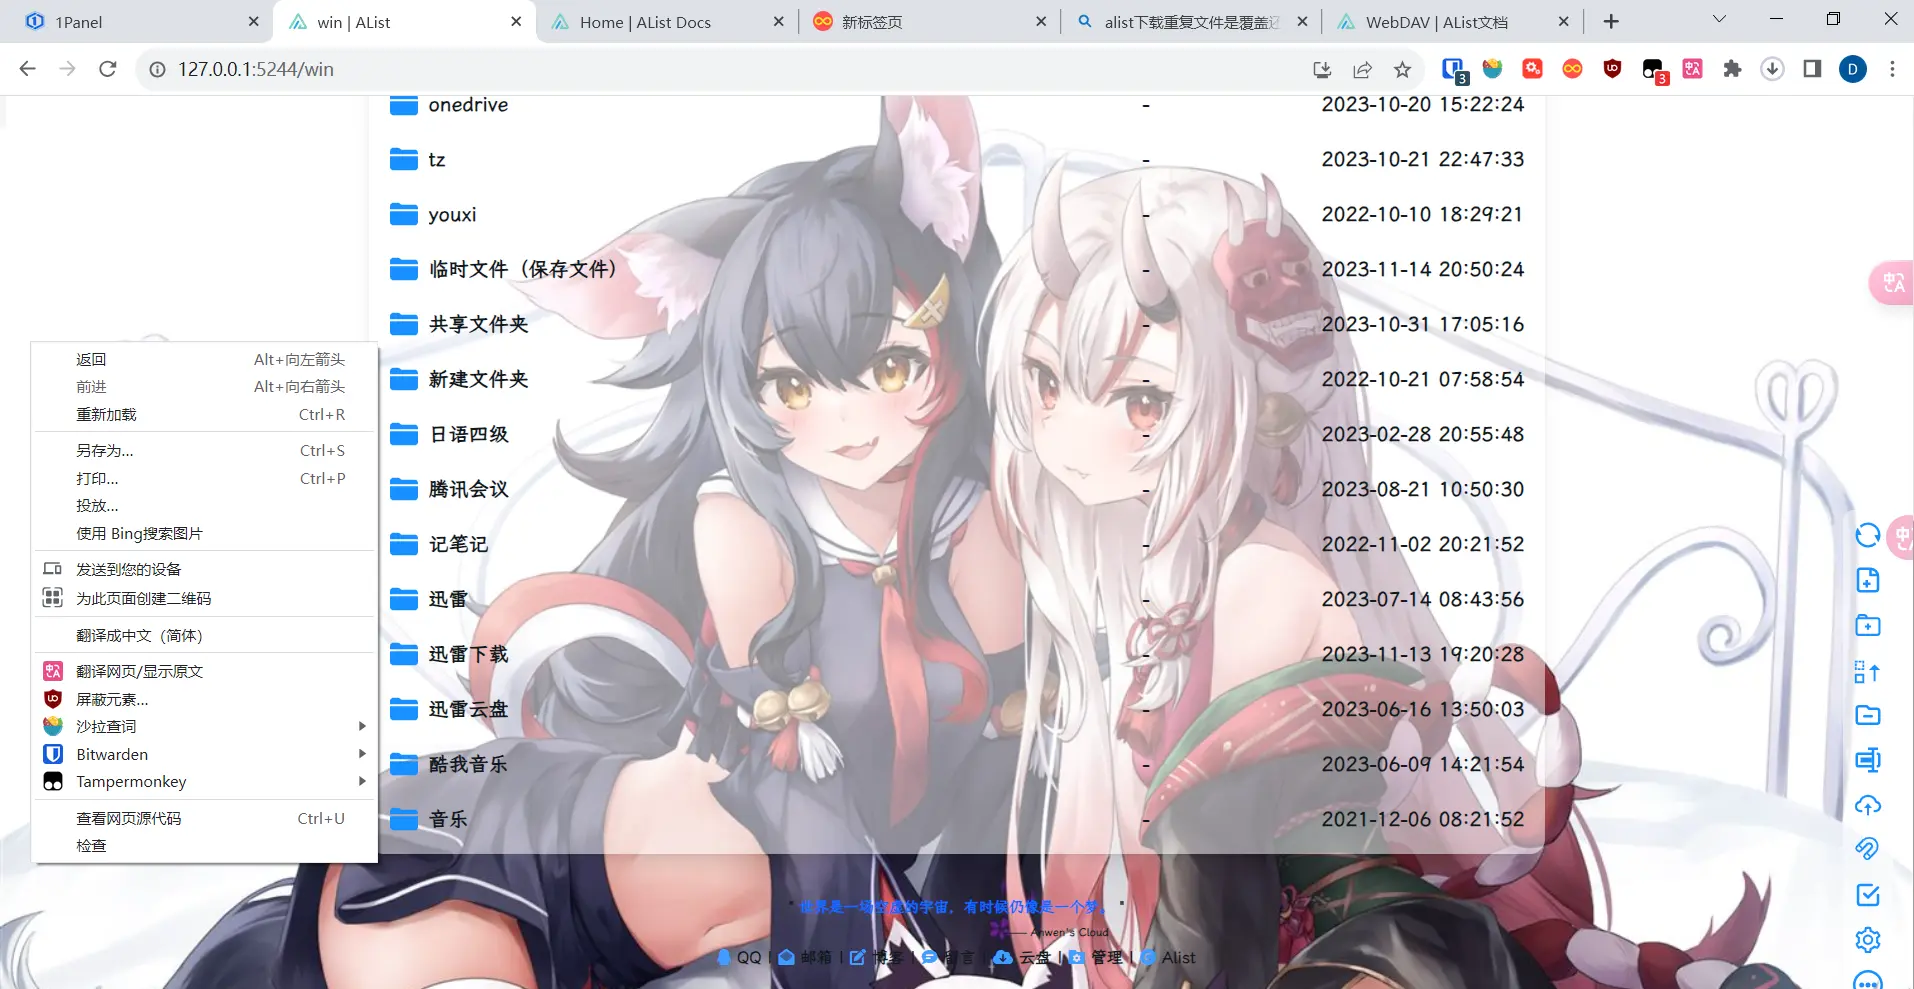 1Panel
win | AList
Home | AList Docs
新标签页
alist下载重复文件是覆盖还
WebDAV | AList文档
127.0.0.1:5244/win
3
3
D
onedrive - 2023-10-20 15:22:24
tz - 2023-10-21 22:47:33
youxi - 2022-10-10 18:29:21
临时文件（保存文件） - 2023-11-14 20:50:24
共享文件夹 - 2023-10-31 17:05:16
新建文件夹 - 2022-10-21 07:58:54
日语四级 - 2023-02-28 20:55:48
腾讯会议 - 2023-08-21 10:50:30
记笔记 - 2022-11-02 20:21:52
迅雷 - 2023-07-14 08:43:56
迅雷下载 - 2023-11-13 19:20:28
迅雷云盘 - 2023-06-16 13:50:03
酷我音乐 - 2023-06-09 14:21:54
音乐 - 2021-12-06 08:21:52
返回 Alt+向左箭头
前进 Alt+向右箭头
重新加载 Ctrl+R
另存为... Ctrl+S
打印... Ctrl+P
投放...
使用 Bing搜索图片
发送到您的设备
为此页面创建二维码
翻译成中文（简体）
翻译网页/显示原文
屏蔽元素...
沙拉查词
Bitwarden
Tampermonkey
查看网页源代码 Ctrl+U
检查
" 世界是一场空虚的宇宙，有时候仍像是一个梦。 "
—— Anwen's Cloud
QQ | 邮箱 | 博客 | 留言 | 云盘 | 管理 | Alist